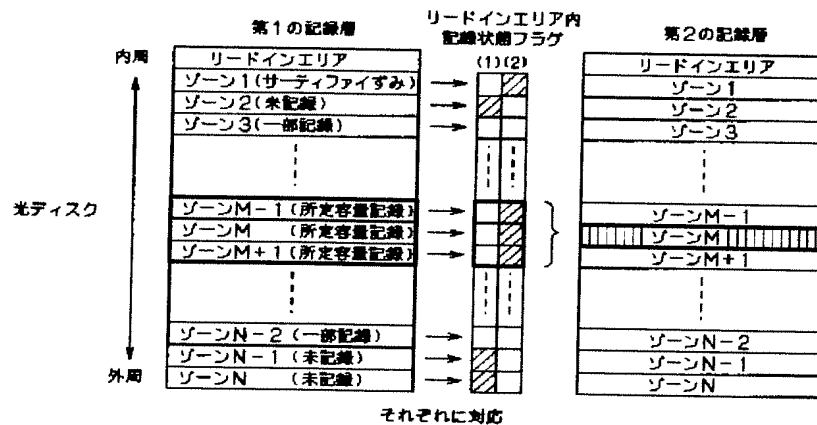 第1の記録層
リードインエリア内
記録状態フラグ
(1)(2)
第2の記録層
内周
光ディスク
外周
リードインエリア
ゾーン1(サーティファイずみ)
ゾーン2(未記録)
ゾーン3(一部記録)
ゾーンM-1(所定容量記録)
ゾーンM (所定容量記録)
ゾーンM+1(所定容量記録)
ゾーンN-2(一部記録)
ゾーンN-1(未記録)
ゾーンN (未記録)
リードインエリア
ゾーン1
ゾーン2
ゾーン3
ゾーンM-1
ゾーンM
ゾーンM+1
ゾーンN-2
ゾーンN-1
ゾーンN
それぞれに対応